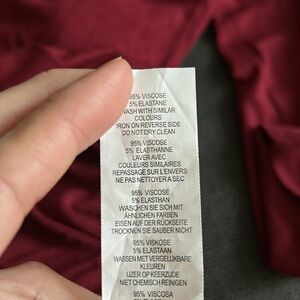 95% VISCOSE
5% ELASTANE
WASH WITH SIMILAR
COLOURS
IRON ON REVERSE SIDE
DO NOT DRY CLEAN
95% VISCOSE
5% ELASTHANNE
LAVER AVEC
COULEURS SIMILAIRES
REPASSAGE SUR L'ENVERS
NE PAS NETTOYER A SEC
95% VISCOSE
5% ELASTHAN
WASCHEN SIE SICH MIT
ÄHNLICHEN FARBEN
EISEN AUF DER RÜCKSEITE
TROCKNEN SIE SAUBER NICHT
95% VISKOSE
5% ELASTAAN
WASSEN MET VERGELIJKBARE
KLEUREN
IJZER OP KEERZIJDE
NIET CHEMISCH REINIGEN
95% VISCOSA